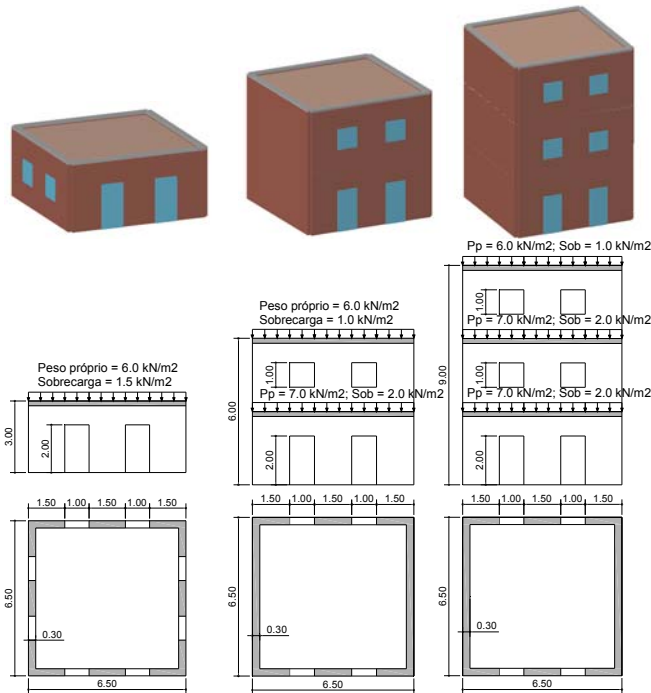 Pp = 6.0 kN/m2; Sob = 1.0 kN/m2
1.00
Peso próprio = 6.0 kN/m2
Sobrecarga = 1.0 kN/m2
Pp = 7.0 kN/m2; Sob = 2.0 kN/m2
9.00
1.00
1.00
6.00
Peso próprio = 6.0 kN/m2
Sobrecarga = 1.5 kN/m2
Pp = 7.0 kN/m2; Sob = 2.0 kN/m2
Pp = 7.0 kN/m2; Sob = 2.0 kN/m2
3.00
2.00
2.00
2.00
1.50 1.00 1.50 1.00 1.50
1.50 1.00 1.50 1.00 1.50
1.50 1.00 1.50 1.00 1.50
6.50
6.50
6.50
0.30
0.30
0.30
6.50
6.50
6.50